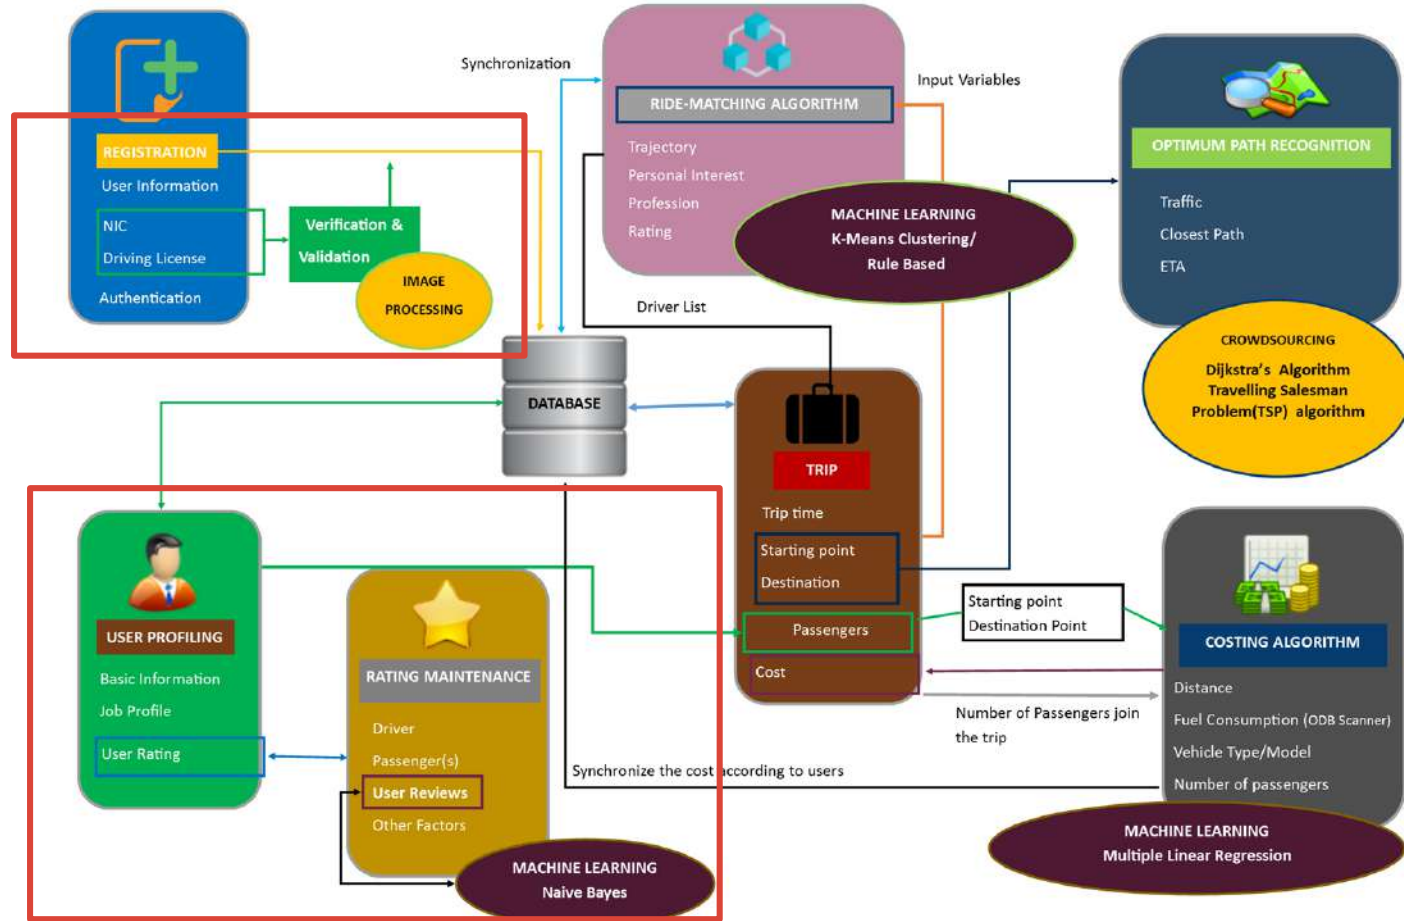 REGISTRATION
User Information
NIC
Driving License
Authentication
Verification &
Validation
IMAGE
PROCESSING
Synchronization
RIDE-MATCHING ALGORITHM
Trajectory
Personal Interest
Profession
Rating
MACHINE LEARNING
K-Means Clustering/
Rule Based
Input Variables
OPTIMUM PATH RECOGNITION
Traffic
Closest Path
ETA
CROWDSOURCING
Dijkstra's Algorithm
Travelling Salesman
Problem(TSP) algorithm
Driver List
DATABASE
TRIP
Trip time
Starting point
Destination
Passengers
Cost
Starting point
Destination Point
Number of Passengers join
the trip
Synchronize the cost according to users
USER PROFILING
Basic Information
Job Profile
User Rating
RATING MAINTENANCE
Driver
Passenger(s)
User Reviews
Other Factors
MACHINE LEARNING
Naive Bayes
COSTING ALGORITHM
Distance
Fuel Consumption (ODB Scanner)
Vehicle Type/Model
Number of passengers
MACHINE LEARNING
Multiple Linear Regression